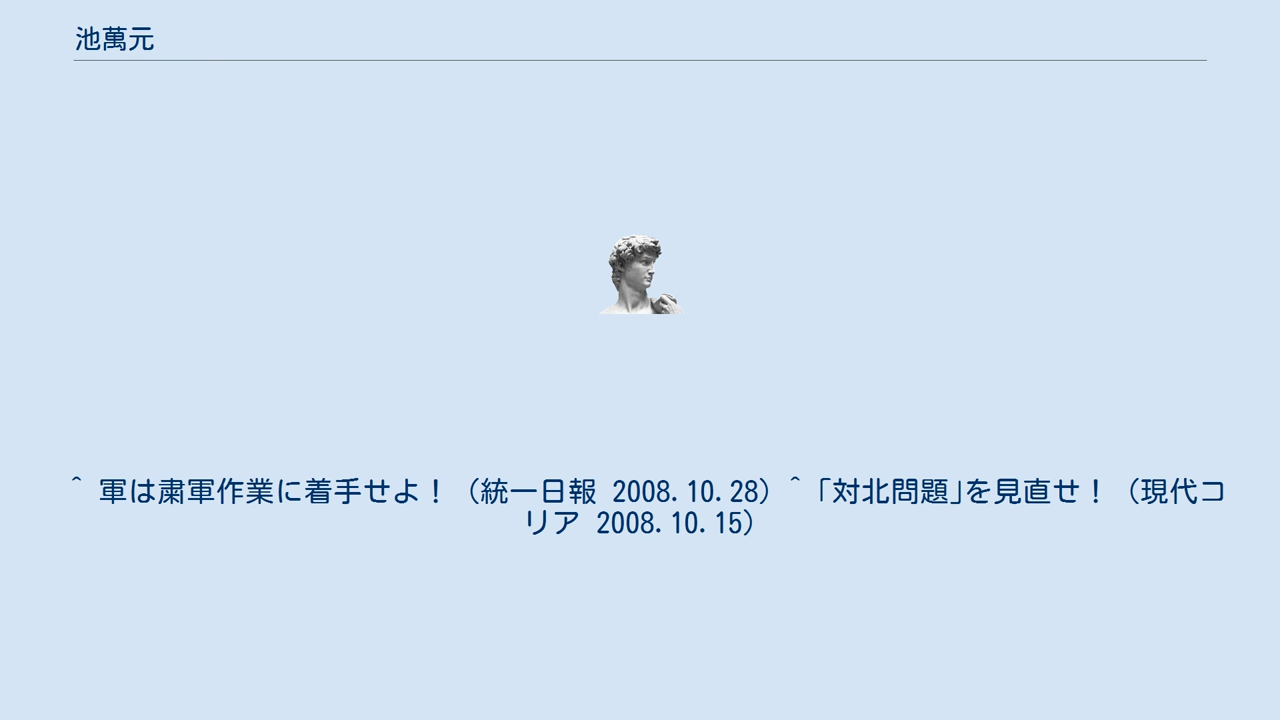 池萬元
^ 軍は粛軍作業に着手せよ！（統一日報 2008.10.28）^「対北問題｣を見直せ！（現代コ
リア 2008.10.15）